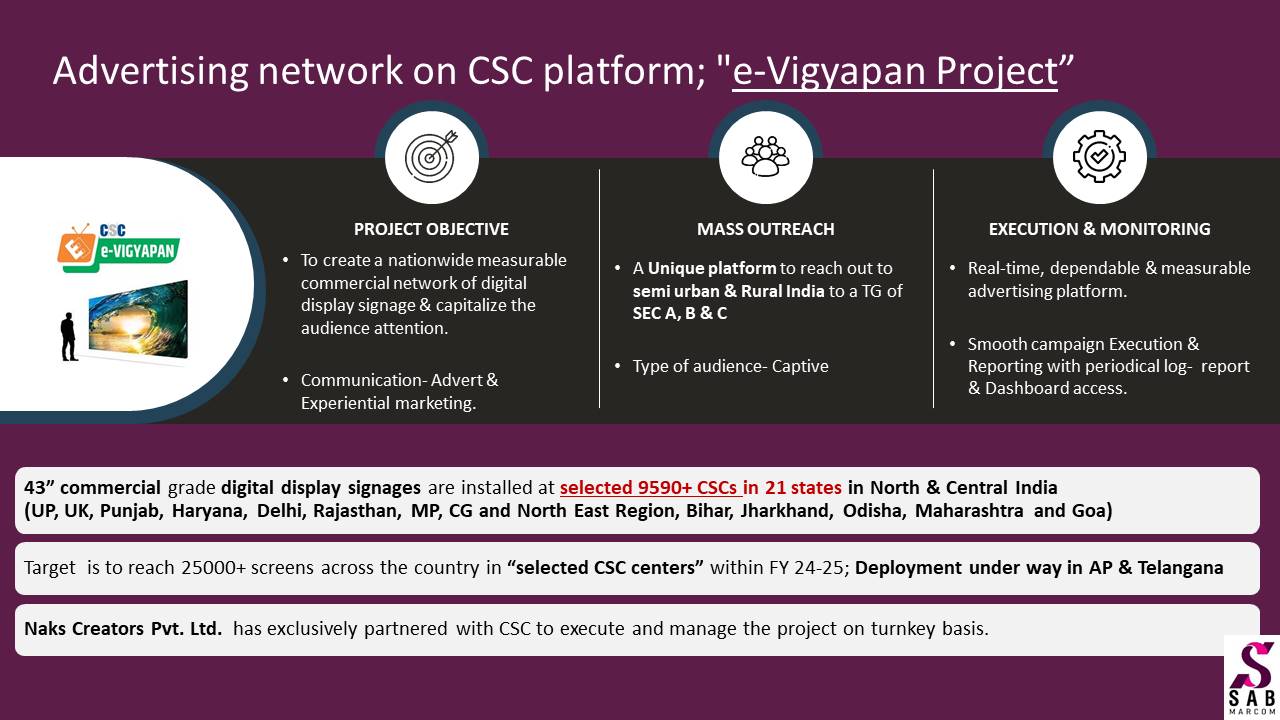 Advertising network on CSC platform; "e-Vigyapan Project”
CSC
E
e-VIGYAPAN
PROJECT OBJECTIVE
• To create a nationwide measurable
commercial network of digital
display signage & capitalize the
audience attention.
• Communication- Advert &
Experiential marketing.
MASS OUTREACH
• A Unique platform to reach out to
semi urban & Rural India to a TG of
SEC A, B & C
• Type of audience- Captive
EXECUTION & MONITORING
• Real-time, dependable & measurable
advertising platform.
• Smooth campaign Execution &
Reporting with periodical log- report
& Dashboard access.
43” commercial grade digital display signages are installed at selected 9590+ CSCs in 21 states in North & Central India
(UP, UK, Punjab, Haryana, Delhi, Rajasthan, MP, CG and North East Region, Bihar, Jharkhand, Odisha, Maharashtra and Goa)
Target is to reach 25000+ screens across the country in “selected CSC centers” within FY 24-25; Deployment under way in AP & Telangana
Naks Creators Pvt. Ltd. has exclusively partnered with CSC to execute and manage the project on turnkey basis.
S
SAB
MARCOM